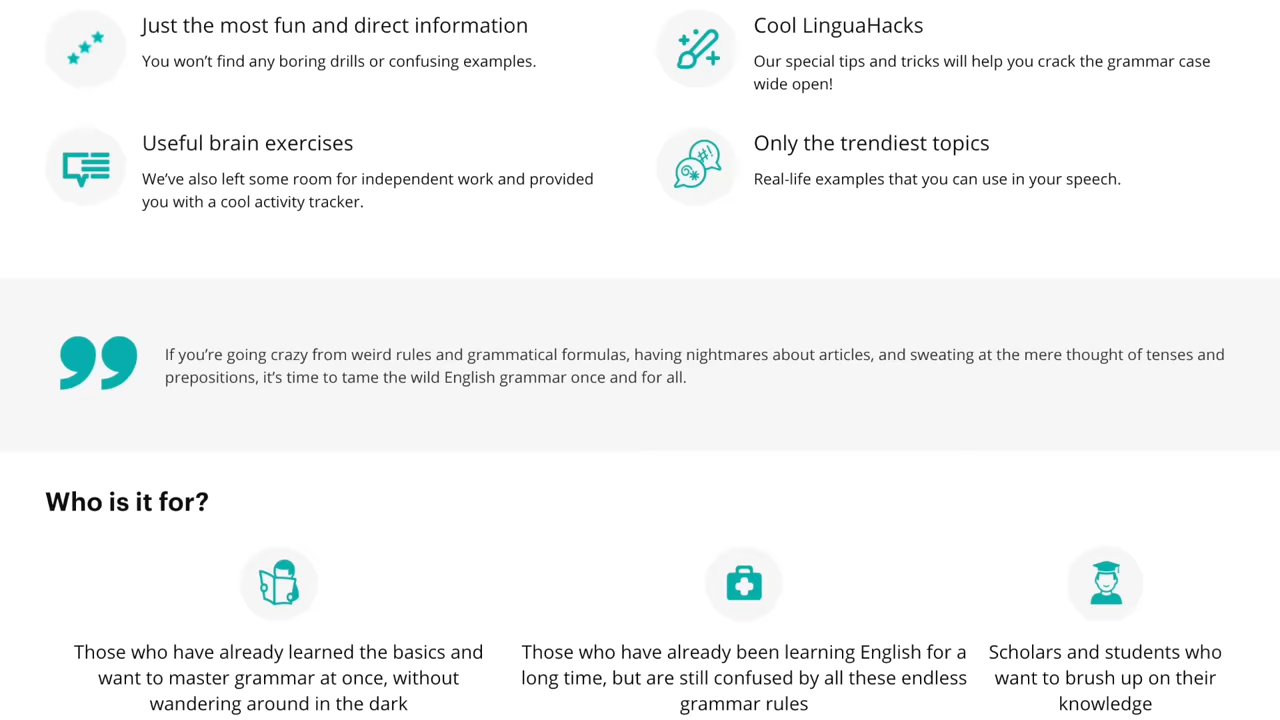 Just the most fun and direct information
You won’t find any boring drills or confusing examples.
Cool LinguaHacks
Our special tips and tricks will help you crack the grammar case
wide open!
Useful brain exercises
We’ve also left some room for independent work and provided
you with a cool activity tracker.
Only the trendiest topics
Real-life examples that you can use in your speech.
If you’re going crazy from weird rules and grammatical formulas, having nightmares about articles, and sweating at the mere thought of tenses and
prepositions, it’s time to tame the wild English grammar once and for all.
Who is it for?
Those who have already learned the basics and
want to master grammar at once, without
wandering around in the dark
Those who have already been learning English for a
long time, but are still confused by all these endless
grammar rules
Scholars and students who
want to brush up on their
knowledge